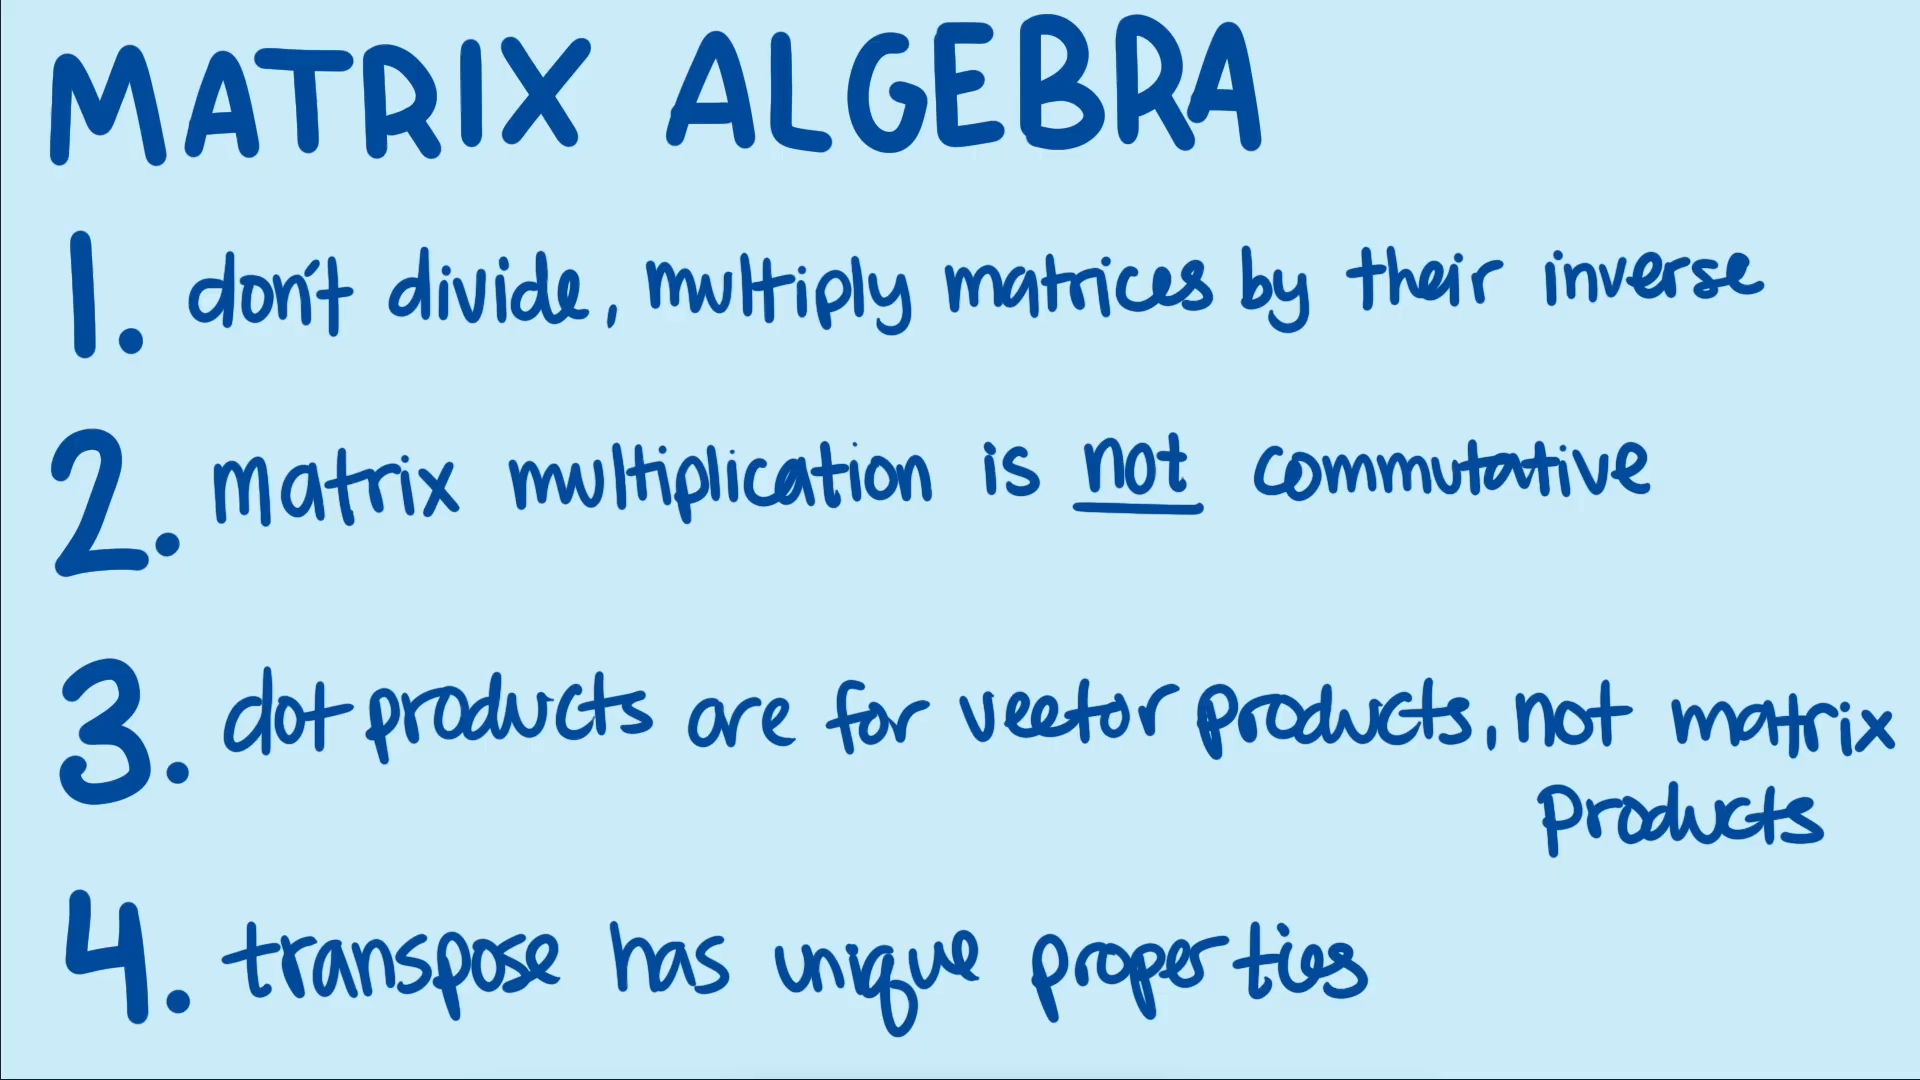 MATRIX ALGEBRA
1. don't divide, multiply matrices by their inverse
2. matrix multiplication is not commutative
3. dot products are for vector products, not matrix
products
4. transpose has unique properties